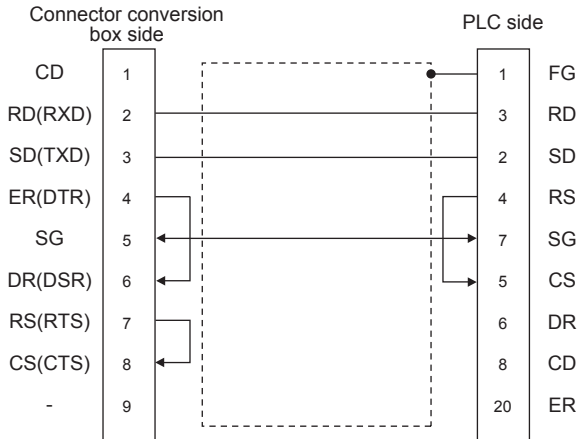 Connector conversion
box side
PLC side
CD 1 1 FG
RD(RXD) 2 3 RD
SD(TXD) 3 2 SD
ER(DTR) 4 4 RS
SG 5 7 SG
DR(DSR) 6 5 CS
RS(RTS) 7 6 DR
CS(CTS) 8 8 CD
- 9 20 ER